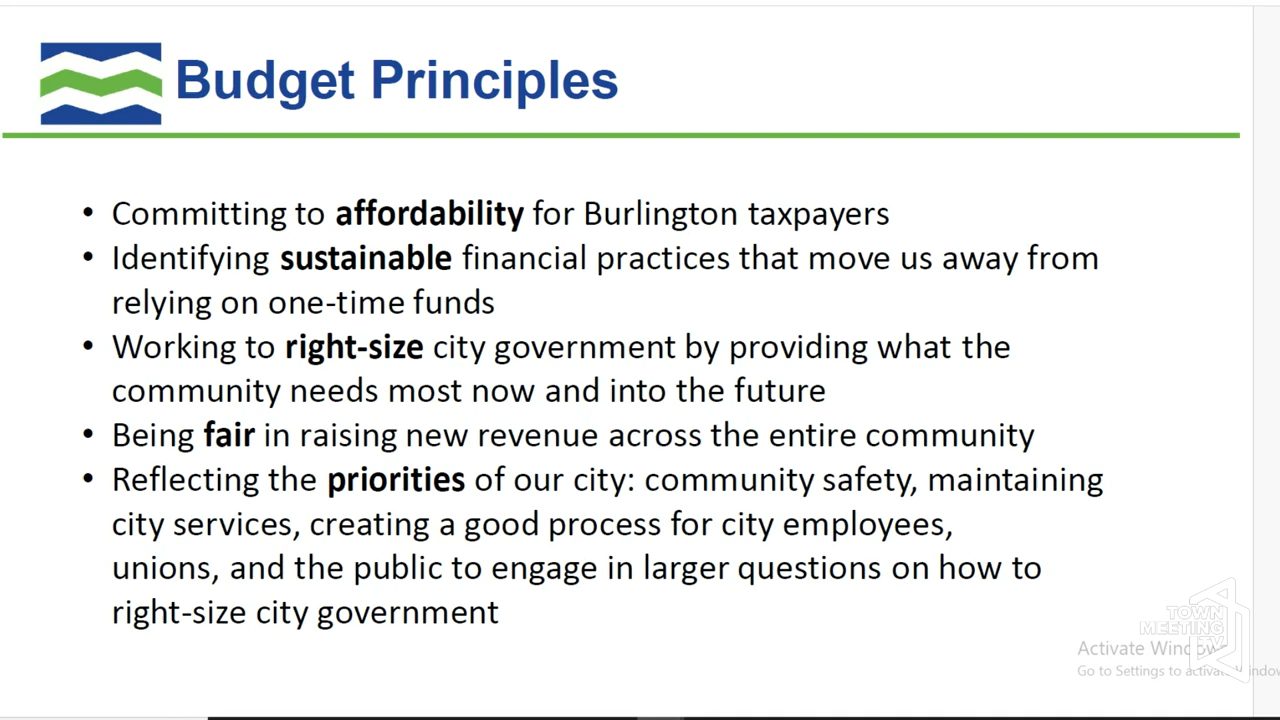 Budget Principles
• Committing to affordability for Burlington taxpayers
• Identifying sustainable financial practices that move us away from
relying on one-time funds
• Working to right-size city government by providing what the
community needs most now and into the future
• Being fair in raising new revenue across the entire community
• Reflecting the priorities of our city: community safety, maintaining
city services, creating a good process for city employees,
unions, and the public to engage in larger questions on how to
right-size city government
TOWN
MEETING
TV
Activate Windows
Go to Settings to activate Windows